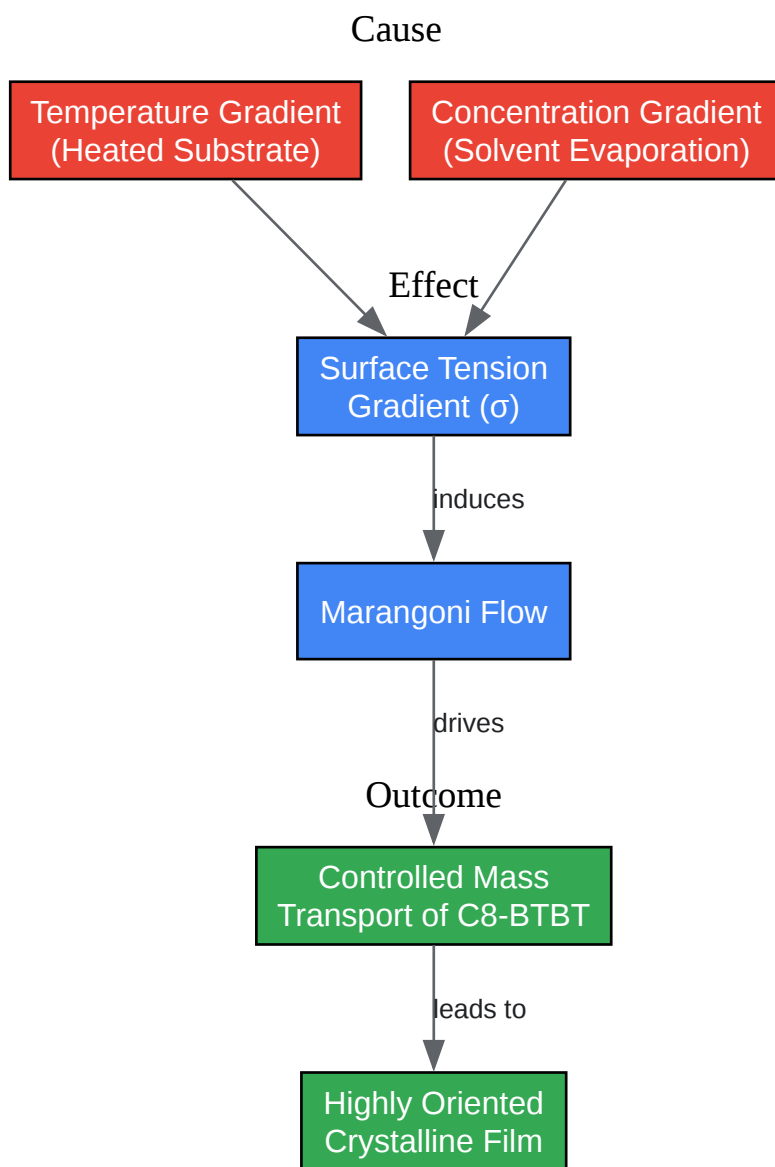 Cause
Temperature Gradient
(Heated Substrate)
Concentration Gradient
(Solvent Evaporation)
Effect
Surface Tension
Gradient (σ)
induces
Marangoni Flow
drives
Outcome
Controlled Mass
Transport of C8-BTBT
leads to
Highly Oriented
Crystalline Film